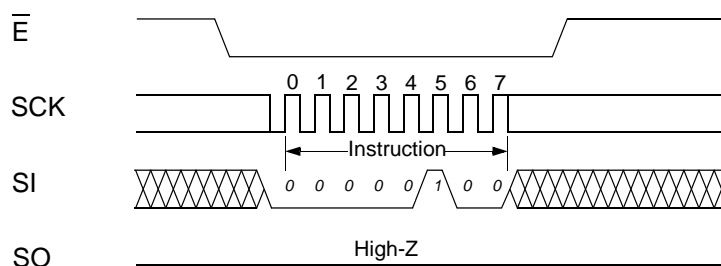 E̅
0 1 2 3 4 5 6 7
SCK
Instruction
SI 0 0 0 0 0 1 0 0
High-Z
SO